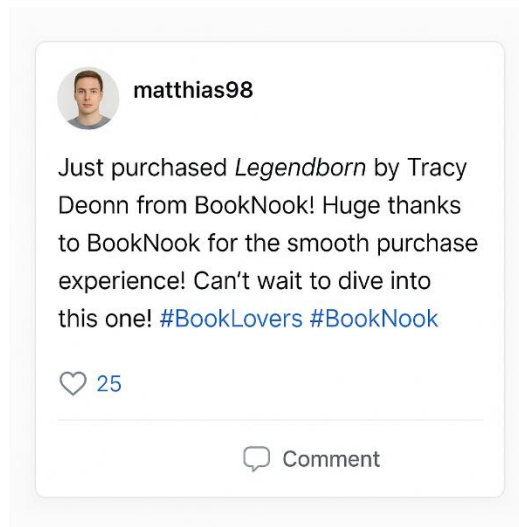 matthias98
Just purchased Legendborn by Tracy
Deonn from BookNook! Huge thanks
to BookNook for the smooth purchase
experience! Can’t wait to dive into
this one! #BookLovers #BookNook
25
Comment